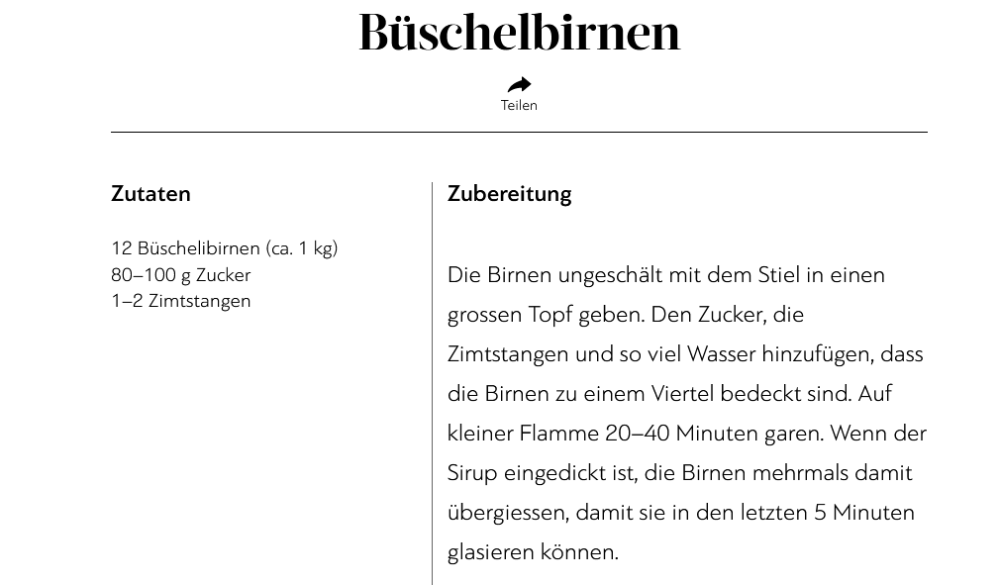 Büschelbirnen
Teilen
Zutaten
12 Büschelibirnen (ca. 1 kg)
80–100 g Zucker
1–2 Zimtstangen
Zubereitung
Die Birnen ungeschält mit dem Stiel in einen
grossen Topf geben. Den Zucker, die
Zimtstangen und so viel Wasser hinzufügen, dass
die Birnen zu einem Viertel bedeckt sind. Auf
kleiner Flamme 20–40 Minuten garen. Wenn der
Sirup eingedickt ist, die Birnen mehrmals damit
übergiessen, damit sie in den letzten 5 Minuten
glasieren können.